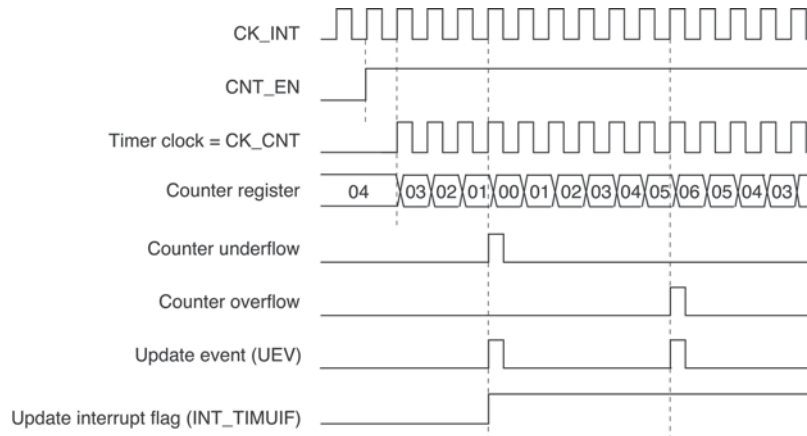 CK_INT
CNT_EN
Timer clock = CK_CNT
Counter register 04 03 02 01 00 01 02 03 04 05 06 05 04 03
Counter underflow
Counter overflow
Update event (UEV)
Update interrupt flag (INT_TIMUIF)